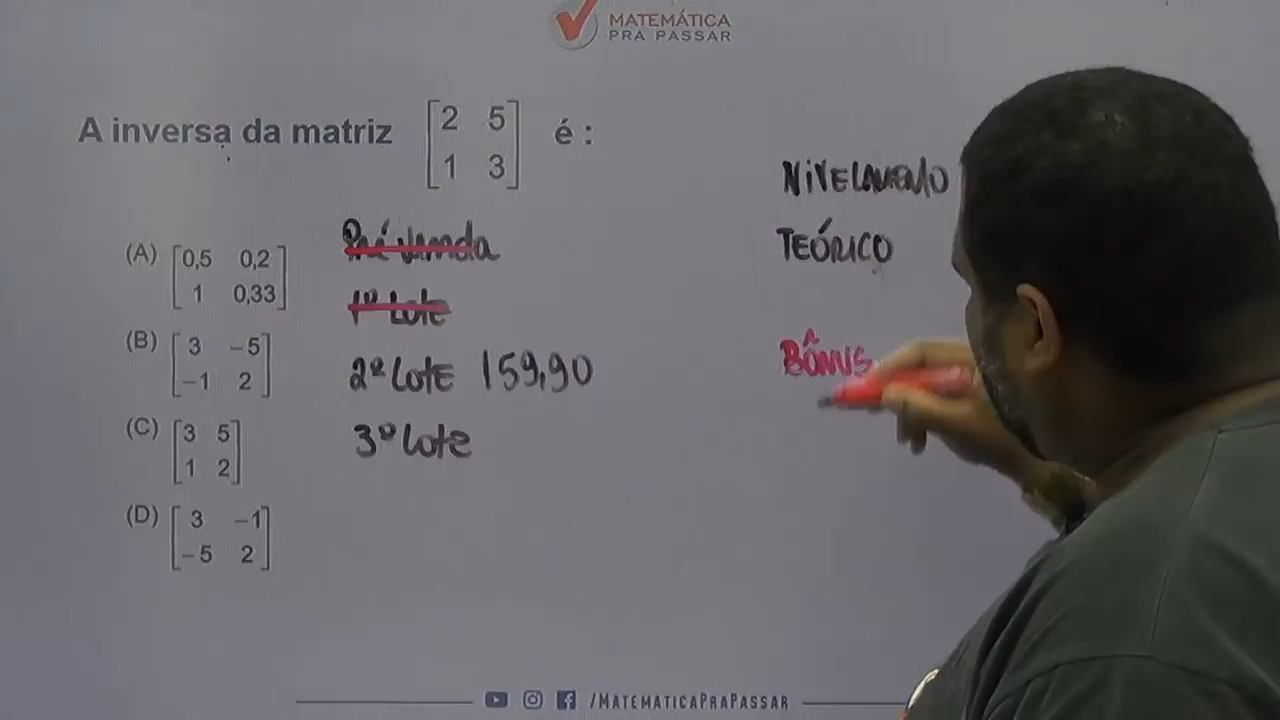 MATEMÁTICA
PRA PASSAR
A inversa da matriz [2 5
1 3] é :
(A) [0,5 0,2
1 0,33]
(B) [3 −5
−1 2]
(C) [3 5
1 2]
(D) [3 −1
−5 2]
Pré venda
1º Lote
2º Lote 159,90
3º Lote
NIVELAMENTO
TEÓRICO
BÔNUS
/MATEMATICAPRAPASSAR